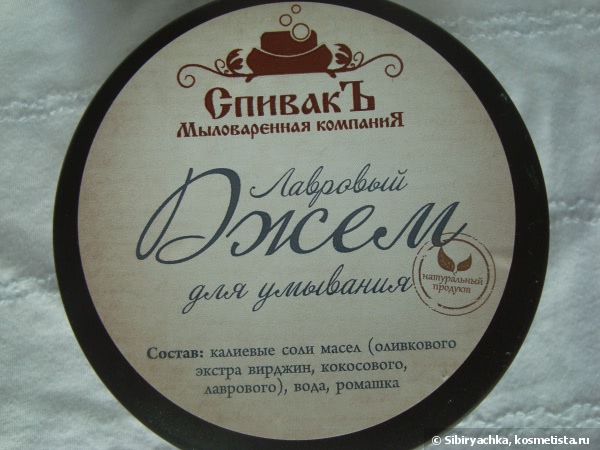 СпивакЪ
Мыловаренная компаниЯ
Лавровый
Джем
для умывания
натуральный
продукт
Состав: калиевые соли масел (оливкового
экстра вирджин, кокосового,
лаврового), вода, ромашка
© Sibiryachka, kosmetista.ru